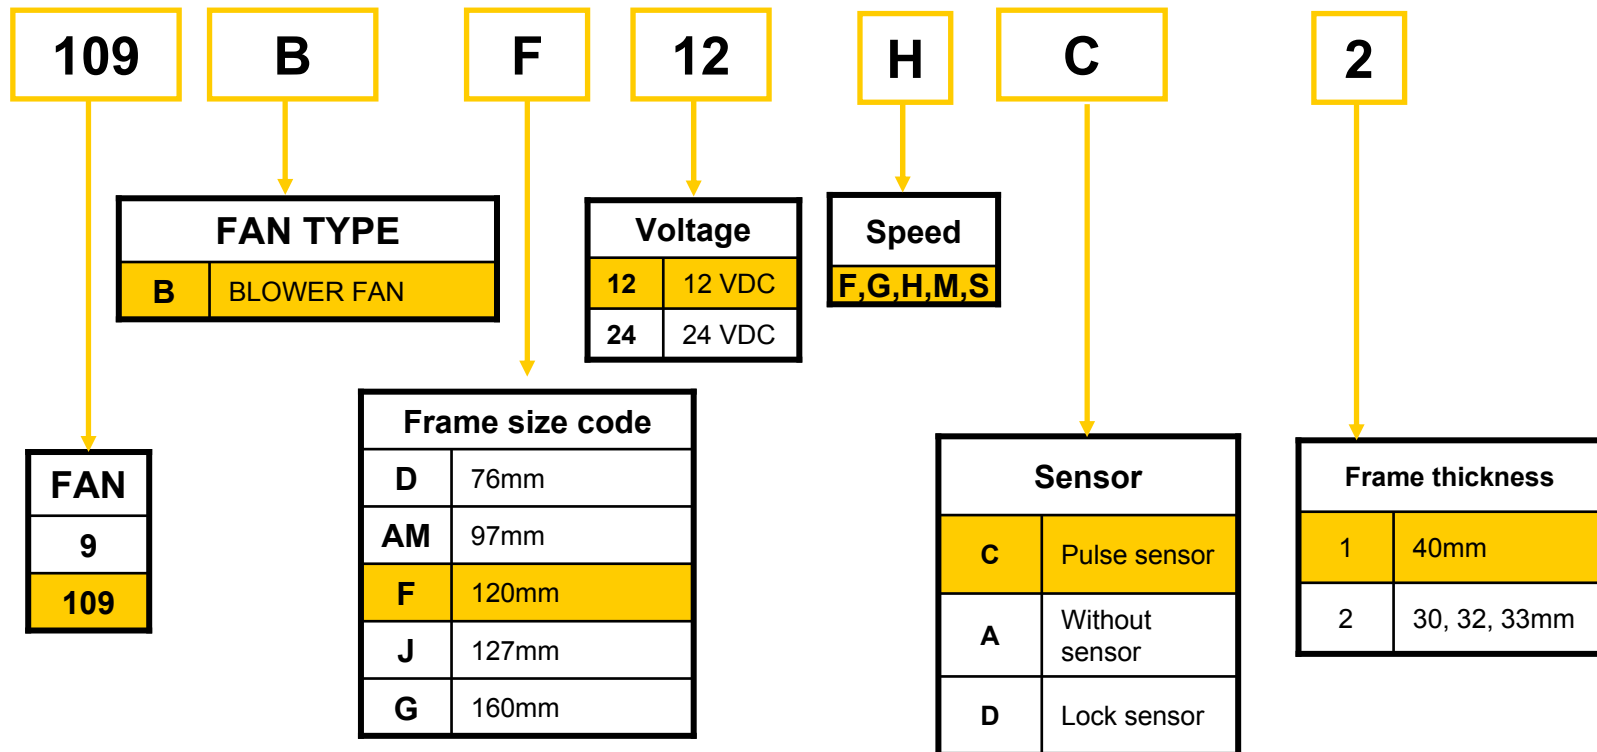 109 B F 12 H C 2
FAN TYPE
B BLOWER FAN
Voltage
12 12 VDC
24 24 VDC
Speed
F,G,H,M,S
Frame size code
D 76mm
AM 97mm
F 120mm
J 127mm
G 160mm
FAN
9
109
Sensor
C Pulse sensor
A Without
sensor
D Lock sensor
Frame thickness
1 40mm
2 30, 32, 33mm